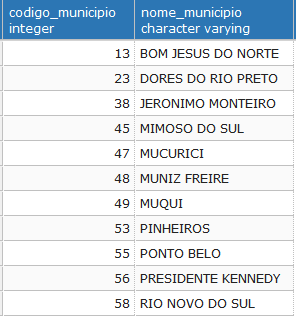 codigo_municipio nome_municipio
integer character varying
13 BOM JESUS DO NORTE
23 DORES DO RIO PRETO
38 JERONIMO MONTEIRO
45 MIMOSO DO SUL
47 MUCURICI
48 MUNIZ FREIRE
49 MUQUI
53 PINHEIROS
55 PONTO BELO
56 PRESIDENTE KENNEDY
58 RIO NOVO DO SUL